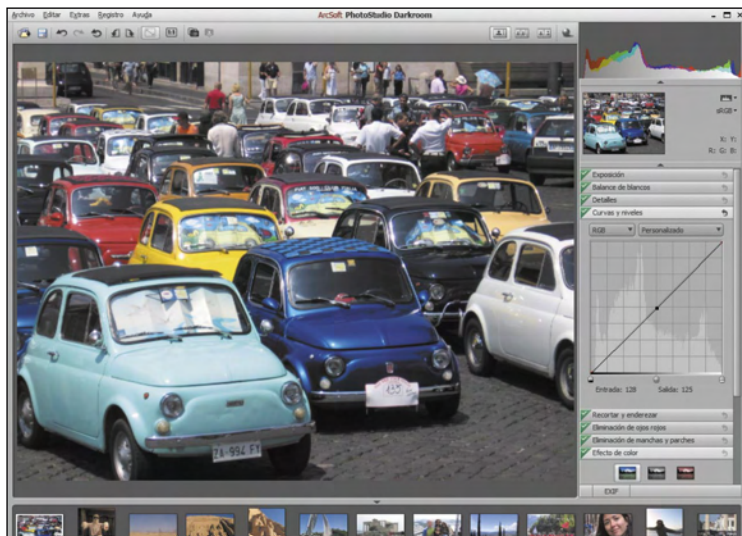 Archivo Editar Extras Registro Ayuda
ArcSoft PhotoStudio Darkroom
sRGB
X: Y:
R: G: B:
Exposición
Balance de blancos
Detalles
Curvas y niveles
RGB Personalizado
Entrada: 128 Salida: 125
Recortar y enderezar
Eliminación de ojos rojos
Eliminación de manchas y parches
Efecto de color
EXIF
ZA-994 FY